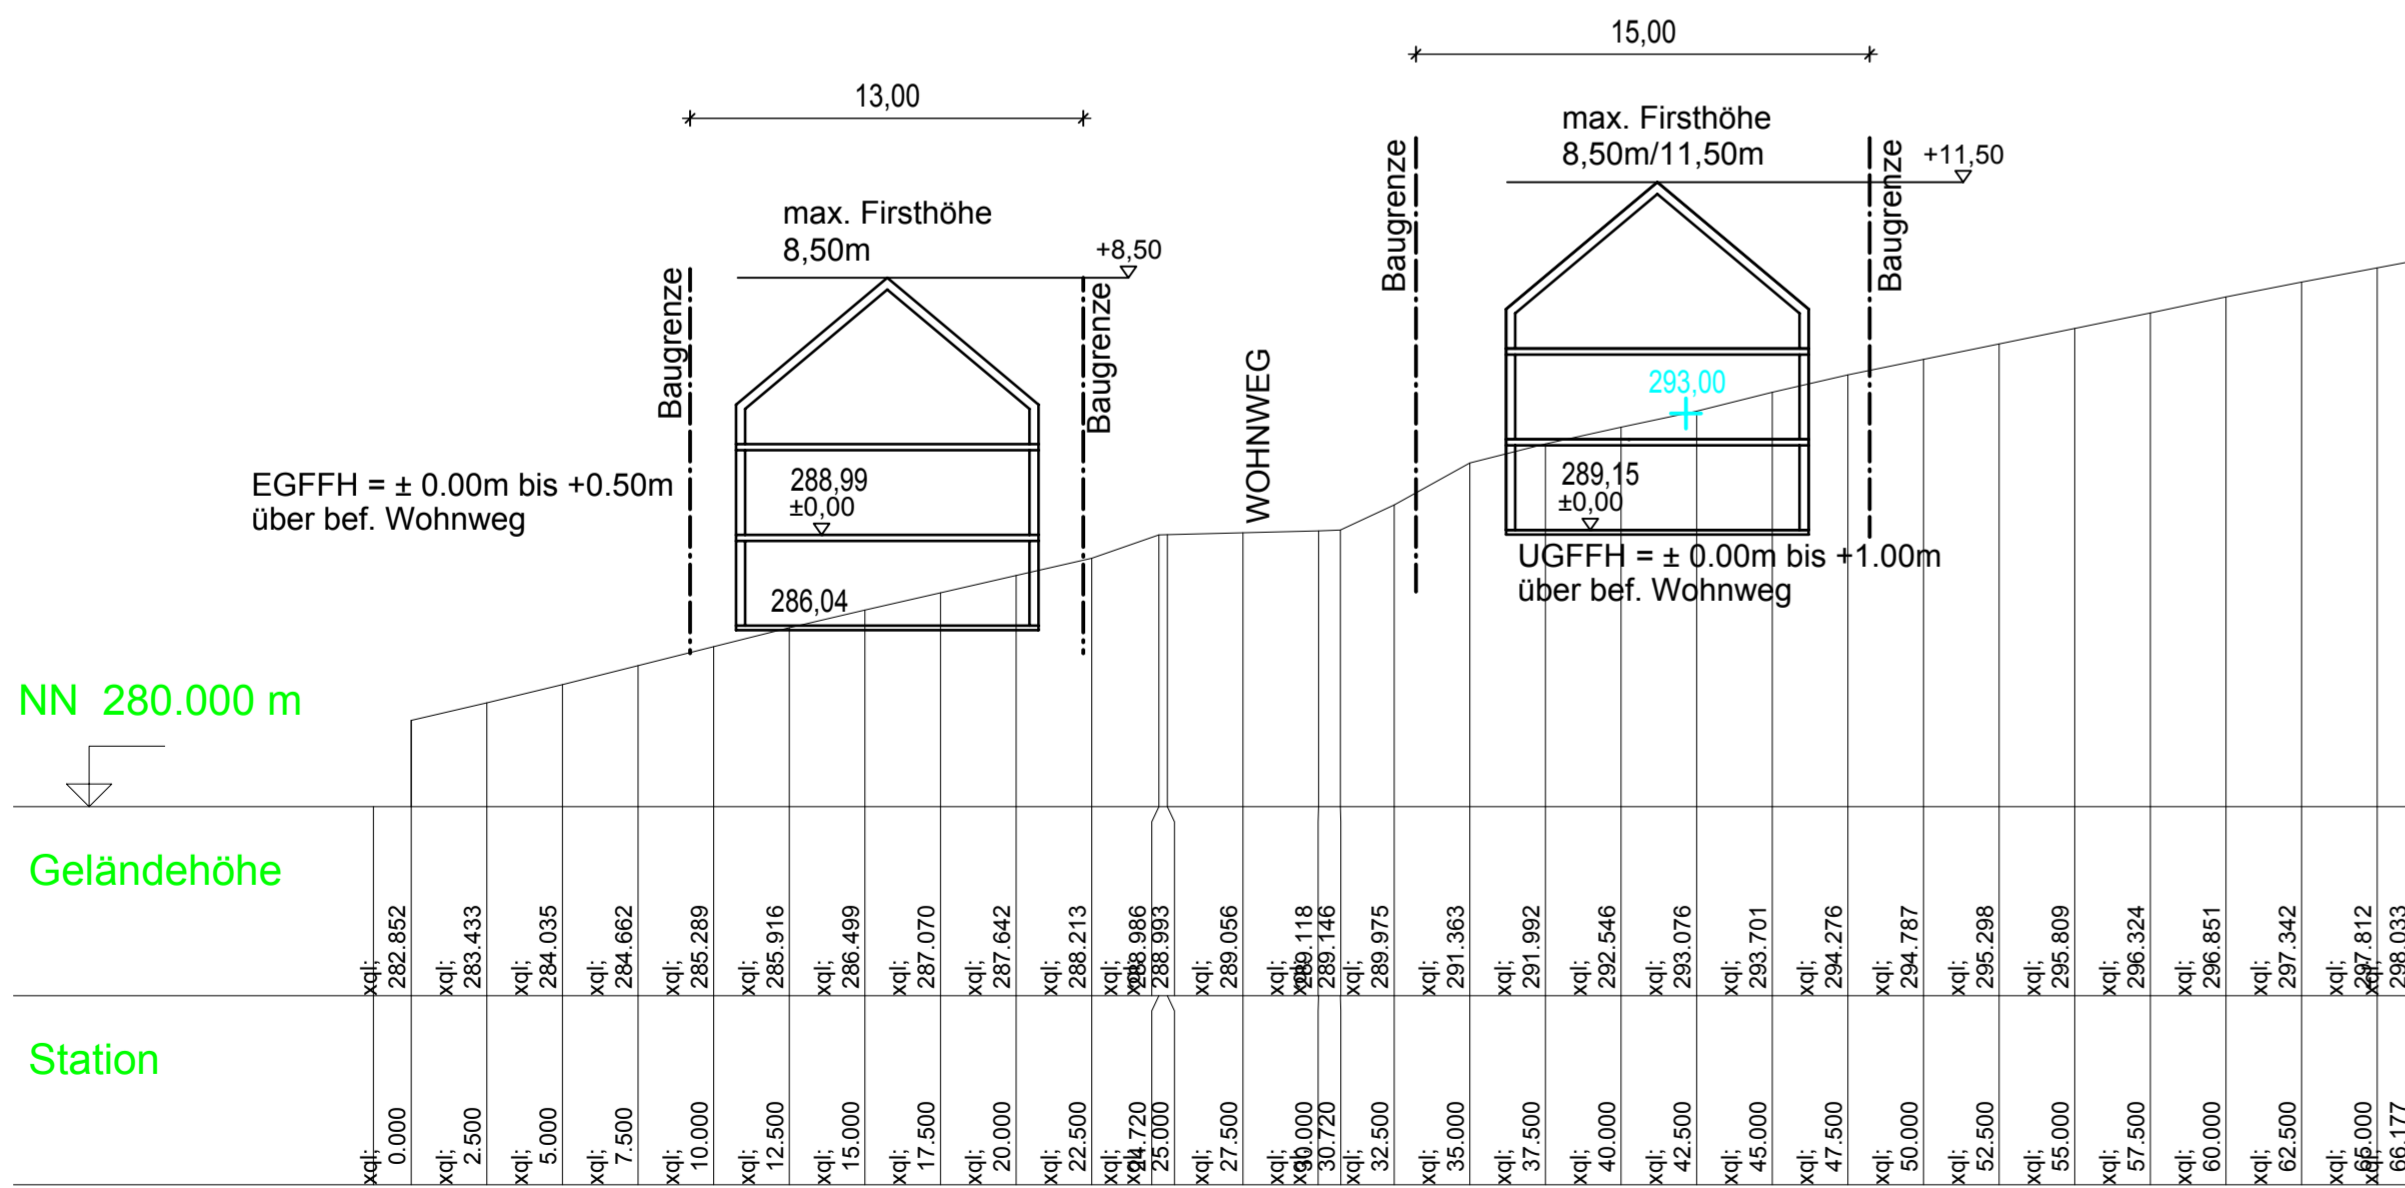 15,00
13,00
max. Firsthöhe
8,50m/11,50m
+11,50
Baugrenze
Baugrenze
max. Firsthöhe
8,50m
+8,50
Baugrenze
Baugrenze
WOHNWEG
293,00
EGFFH = ± 0.00m bis +0.50m
über bef. Wohnweg
288,99
±0,00
289,15
±0,00
UGFFH = ± 0.00m bis +1.00m
über bef. Wohnweg
286,04
NN 280.000 m
Geländehöhe
xql;
282.852
xql;
283.433
xql;
284.035
xql;
284.662
xql;
285.289
xql;
285.916
xql;
286.499
xql;
287.070
xql;
287.642
xql;
288.213
xql;
288.986
xql;
288.993
xql;
289.056
xql;
289.118
xql;
289.146
xql;
289.975
xql;
291.363
xql;
291.992
xql;
292.546
xql;
293.076
xql;
293.701
xql;
294.276
xql;
294.787
xql;
295.298
xql;
295.809
xql;
296.324
xql;
296.851
xql;
297.342
xql;
297.812
xql;
298.033
Station
xql;
0.000
xql;
2.500
xql;
5.000
xql;
7.500
xql;
10.000
xql;
12.500
xql;
15.000
xql;
17.500
xql;
20.000
xql;
22.500
xql;
24.720
xql;
25.000
xql;
27.500
xql;
30.000
xql;
30.720
xql;
32.500
xql;
35.000
xql;
37.500
xql;
40.000
xql;
42.500
xql;
45.000
xql;
47.500
xql;
50.000
xql;
52.500
xql;
55.000
xql;
57.500
xql;
60.000
xql;
62.500
xql;
65.000
xql;
66.177